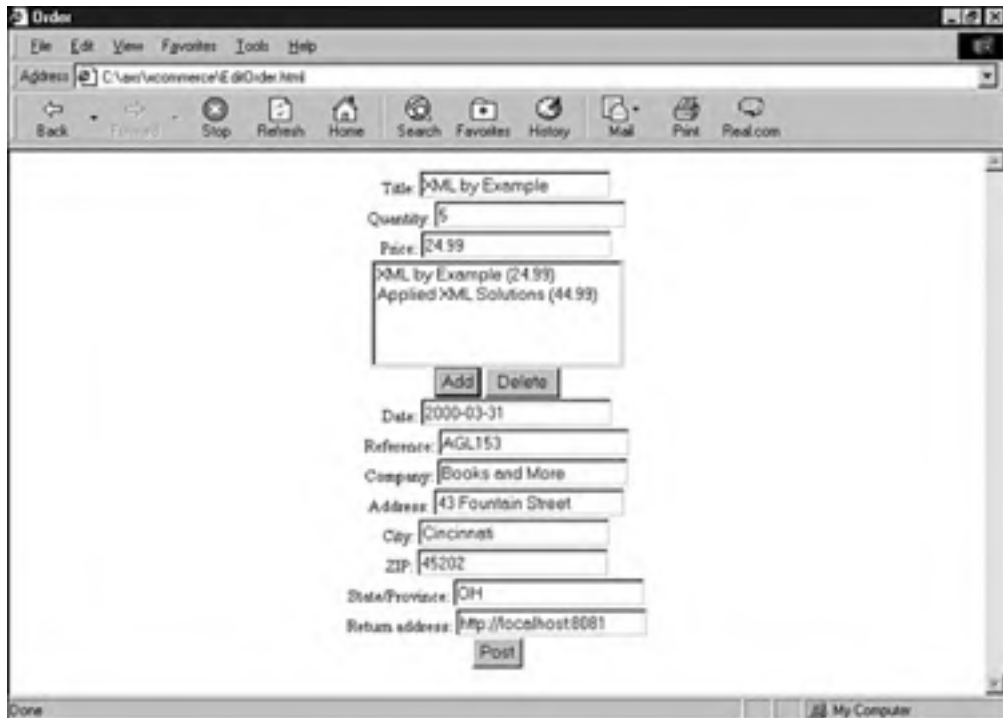 Order
File Edit View Favorites Tools Help
Address C:\awx\xcommerce\EditOrder.html
Back Forward Stop Refresh Home Search Favorites History Mail Print Real.com
Title: XML by Example
Quantity: 5
Price: 24.99
XML by Example (24.99)
Applied XML Solutions (44.99)
Add Delete
Date: 2000-03-31
Reference: AGL153
Company: Books and More
Address: 43 Fountain Street
City: Cincinnati
ZIP: 45202
State/Province: OH
Return address: http://localhost:8081
Post
Done My Computer